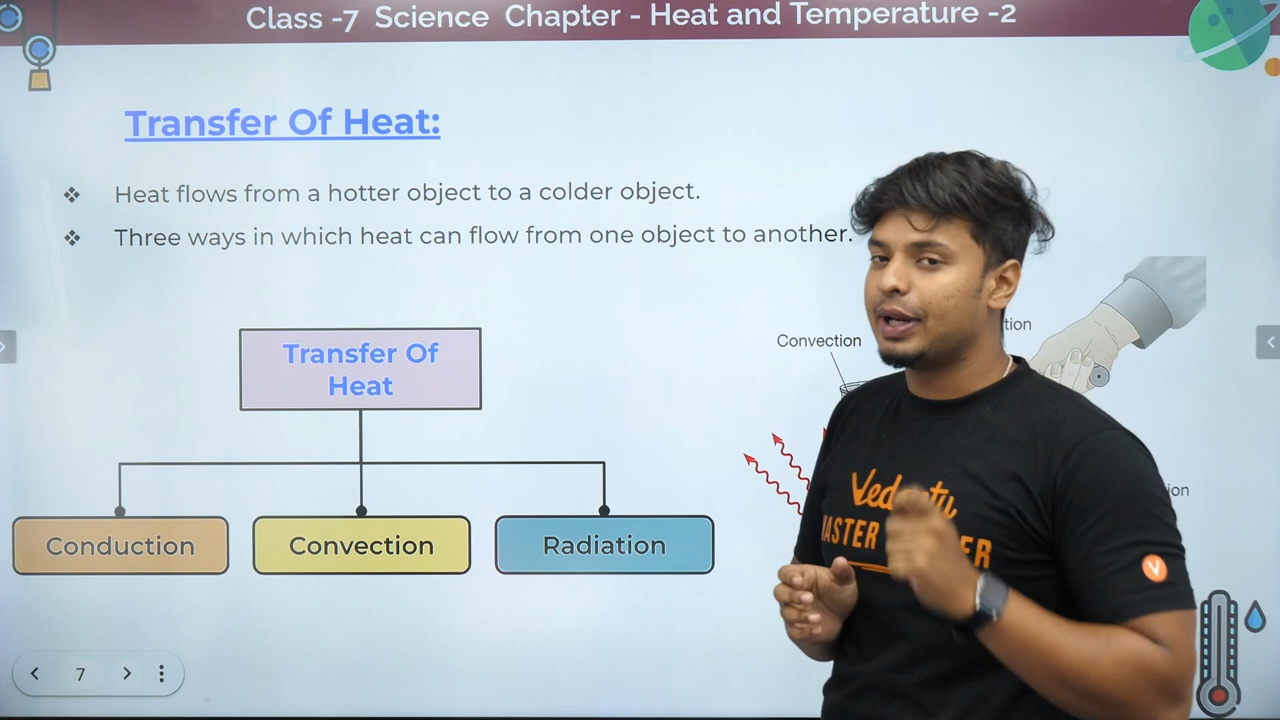 Class -7 Science Chapter - Heat and Temperature -2
Transfer Of Heat:
❖ Heat flows from a hotter object to a colder object.
❖ Three ways in which heat can flow from one object to another.
Transfer Of
Heat
Conduction
Convection
Radiation
Convection
7
V